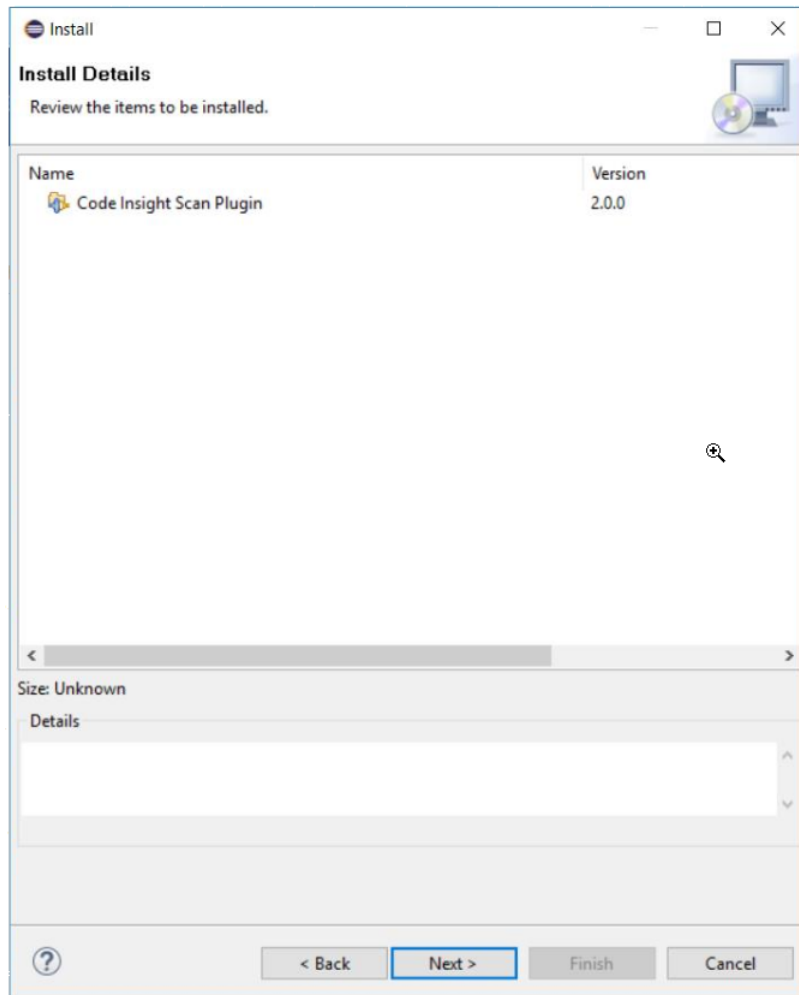 Install
Install Details
Review the items to be installed.
Name Version
Code Insight Scan Plugin 2.0.0
Size: Unknown
Details
? < Back Next > Finish Cancel